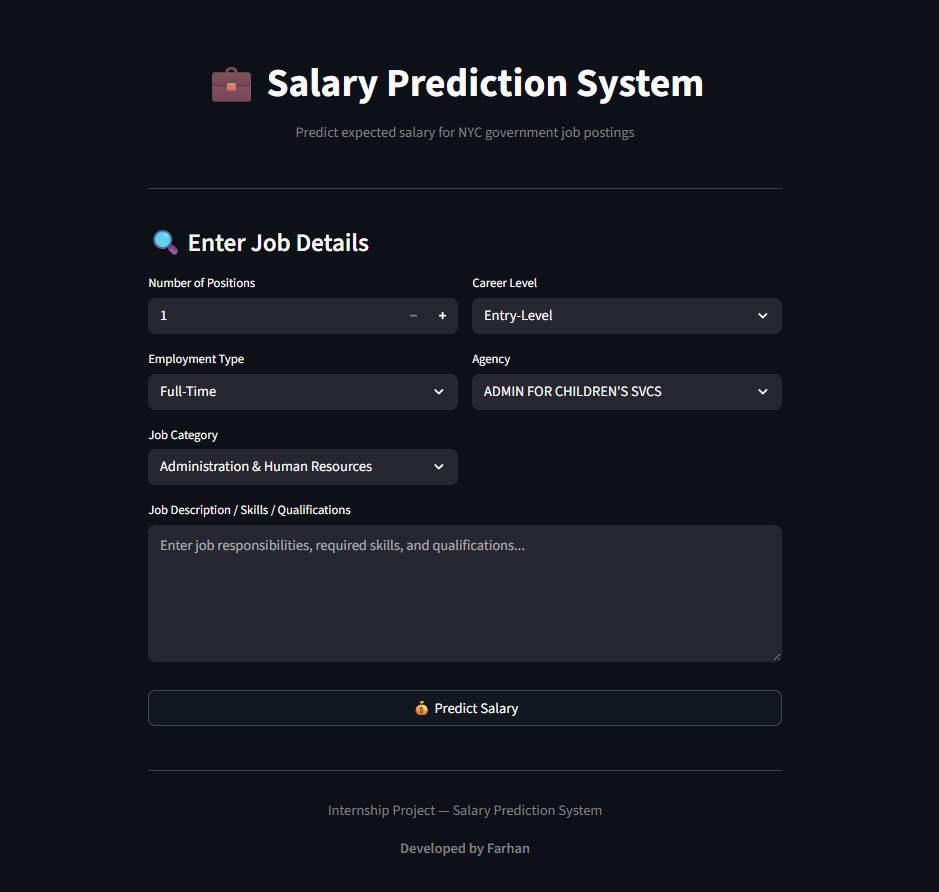 Salary Prediction System
Predict expected salary for NYC government job postings
Enter Job Details
Number of Positions
1
Career Level
Entry-Level
Employment Type
Full-Time
Agency
ADMIN FOR CHILDREN'S SVCS
Job Category
Administration & Human Resources
Job Description / Skills / Qualifications
Enter job responsibilities, required skills, and qualifications...
Predict Salary
Internship Project — Salary Prediction System
Developed by Farhan